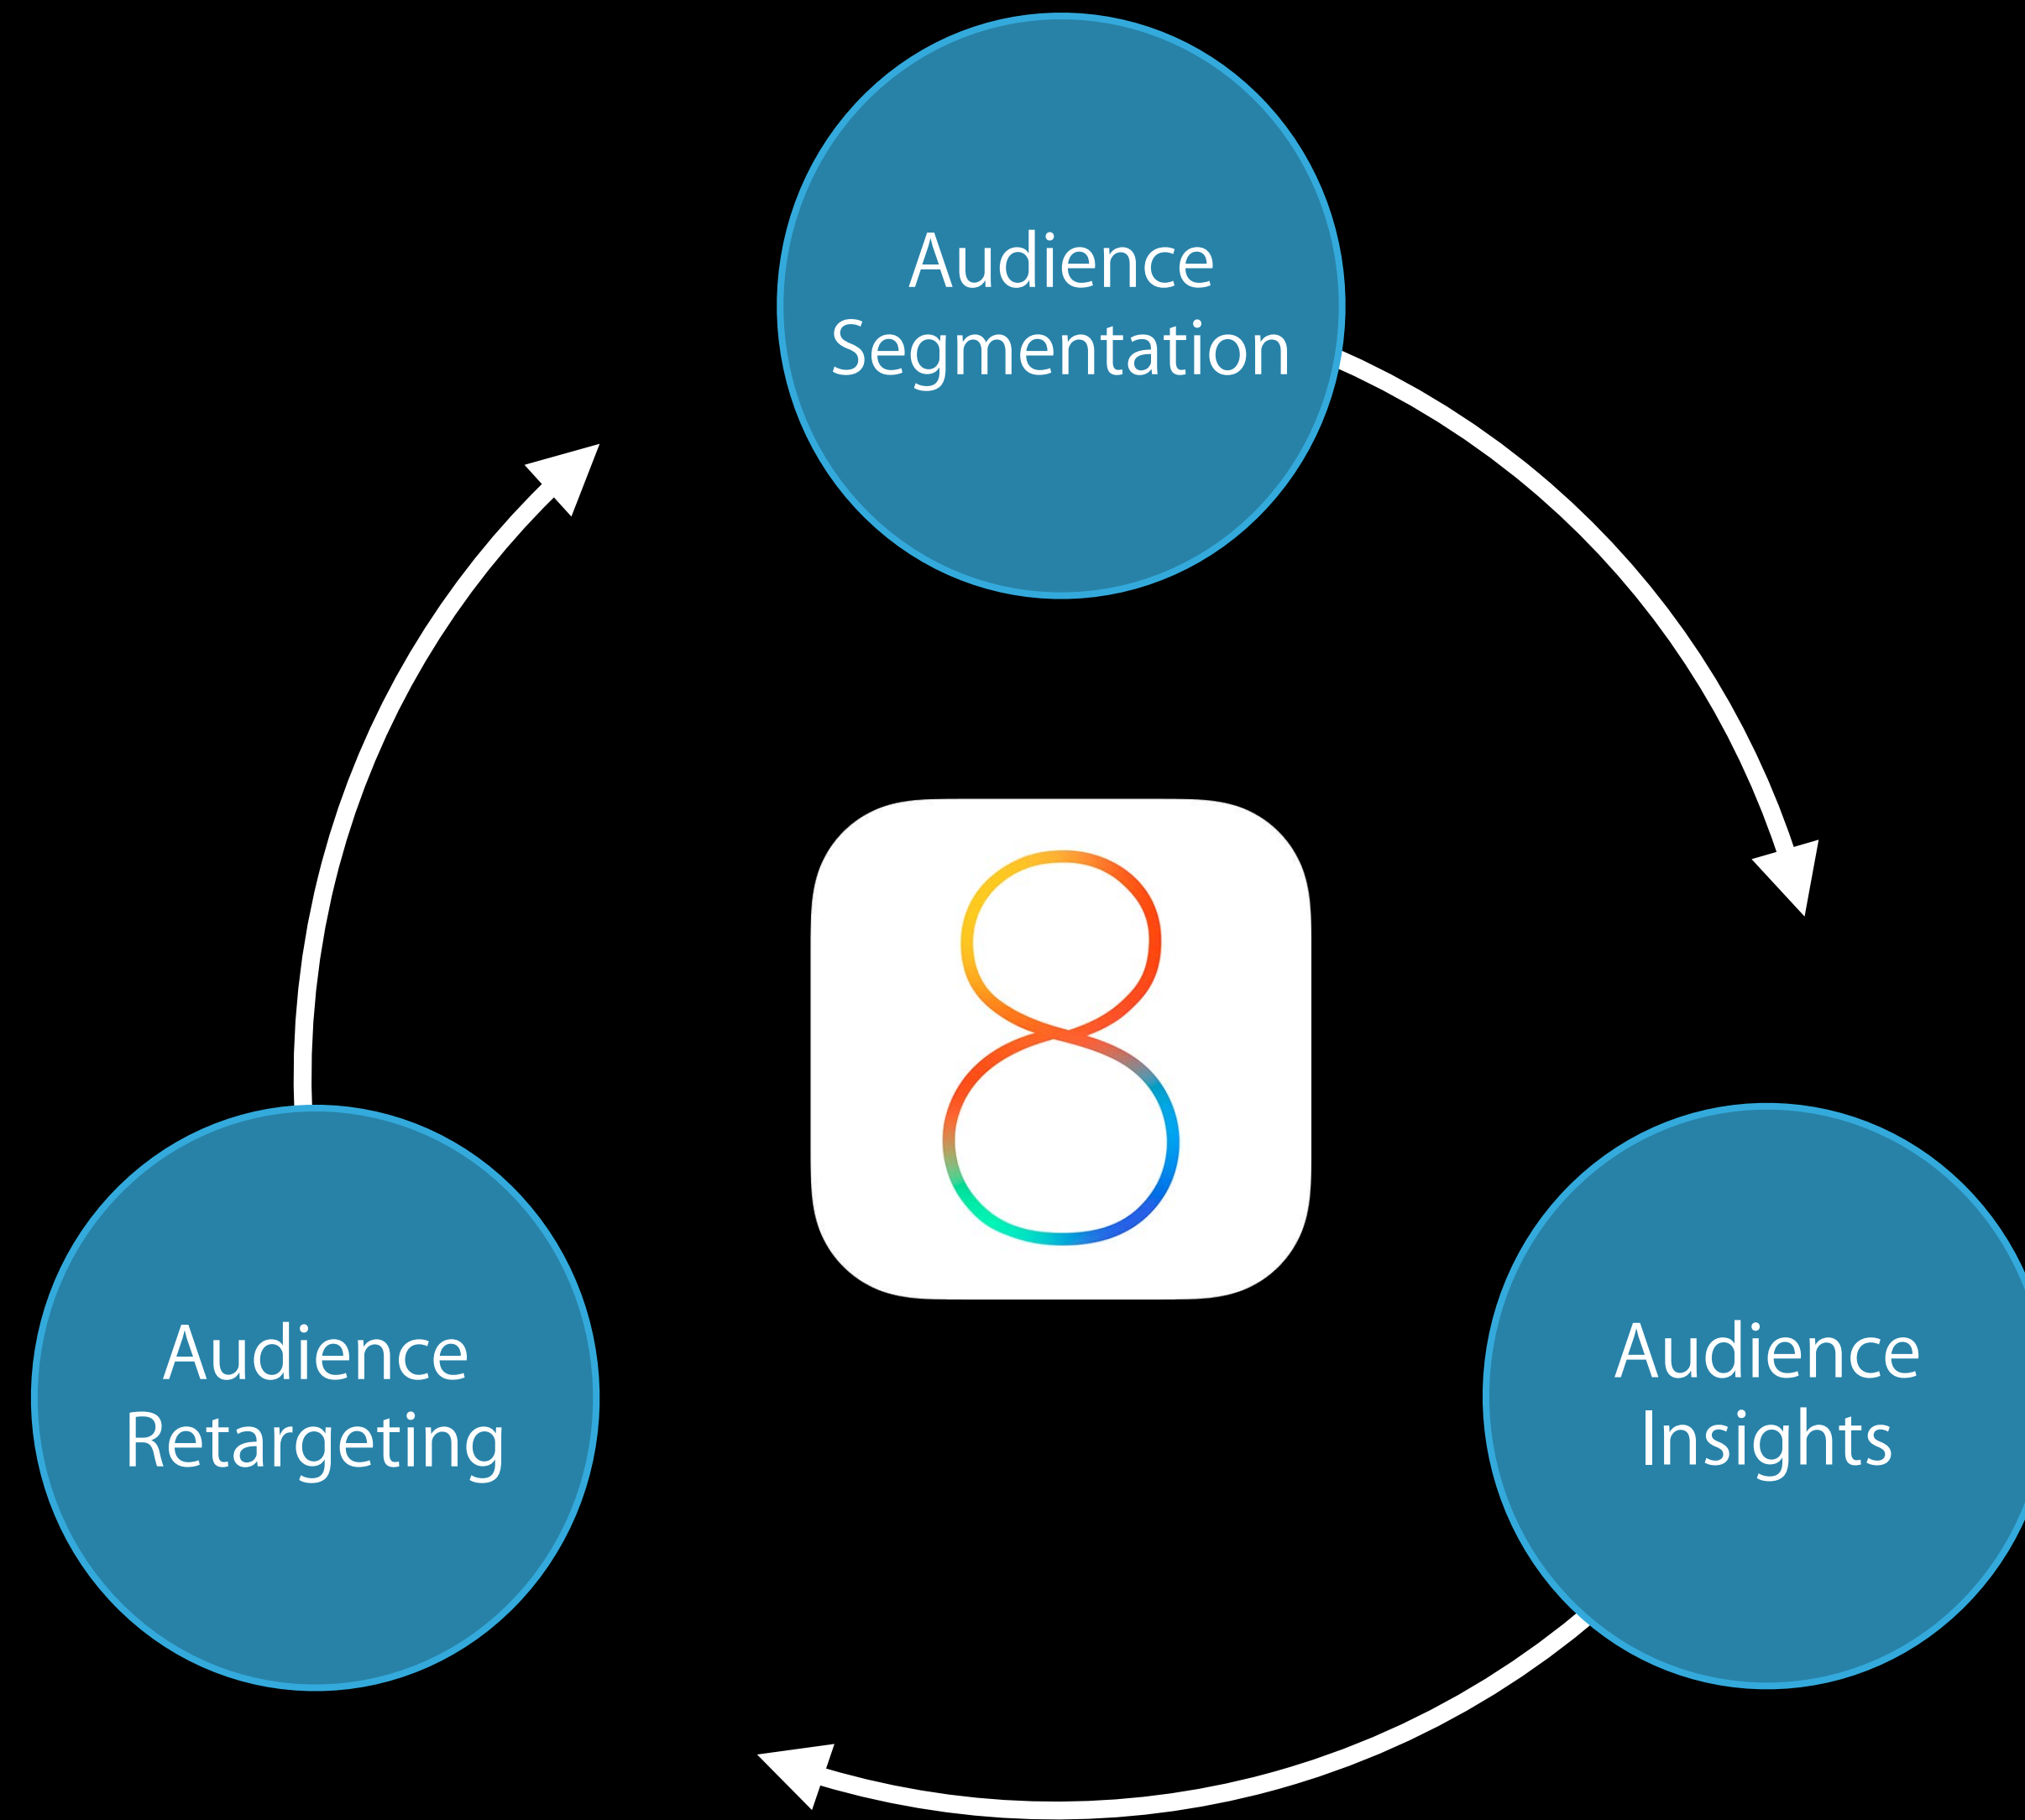 Audience
Segmentation
8
Audience
Retargeting
Audience
Insights